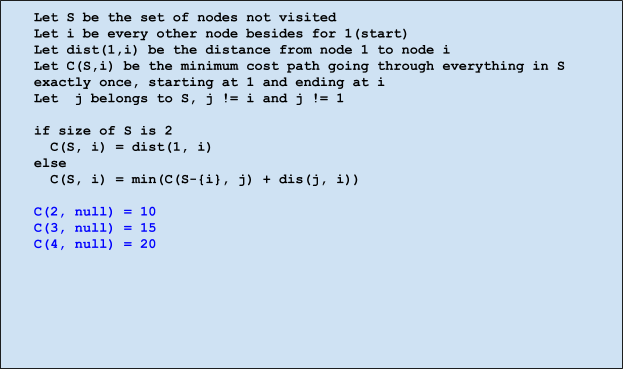 Let S be the set of nodes not visited
Let i be every other node besides for 1(start)
Let dist(1,i) be the distance from node 1 to node i
Let C(S,i) be the minimum cost path going through everything in S
exactly once, starting at 1 and ending at i
Let  j belongs to S, j != i and j != 1
if size of S is 2
C(S, i) = dist(1, i)
else
C(S, i) = min(C(S-{i}, j) + dis(j, i))
C(2, null) = 10
C(3, null) = 15
C(4, null) = 20